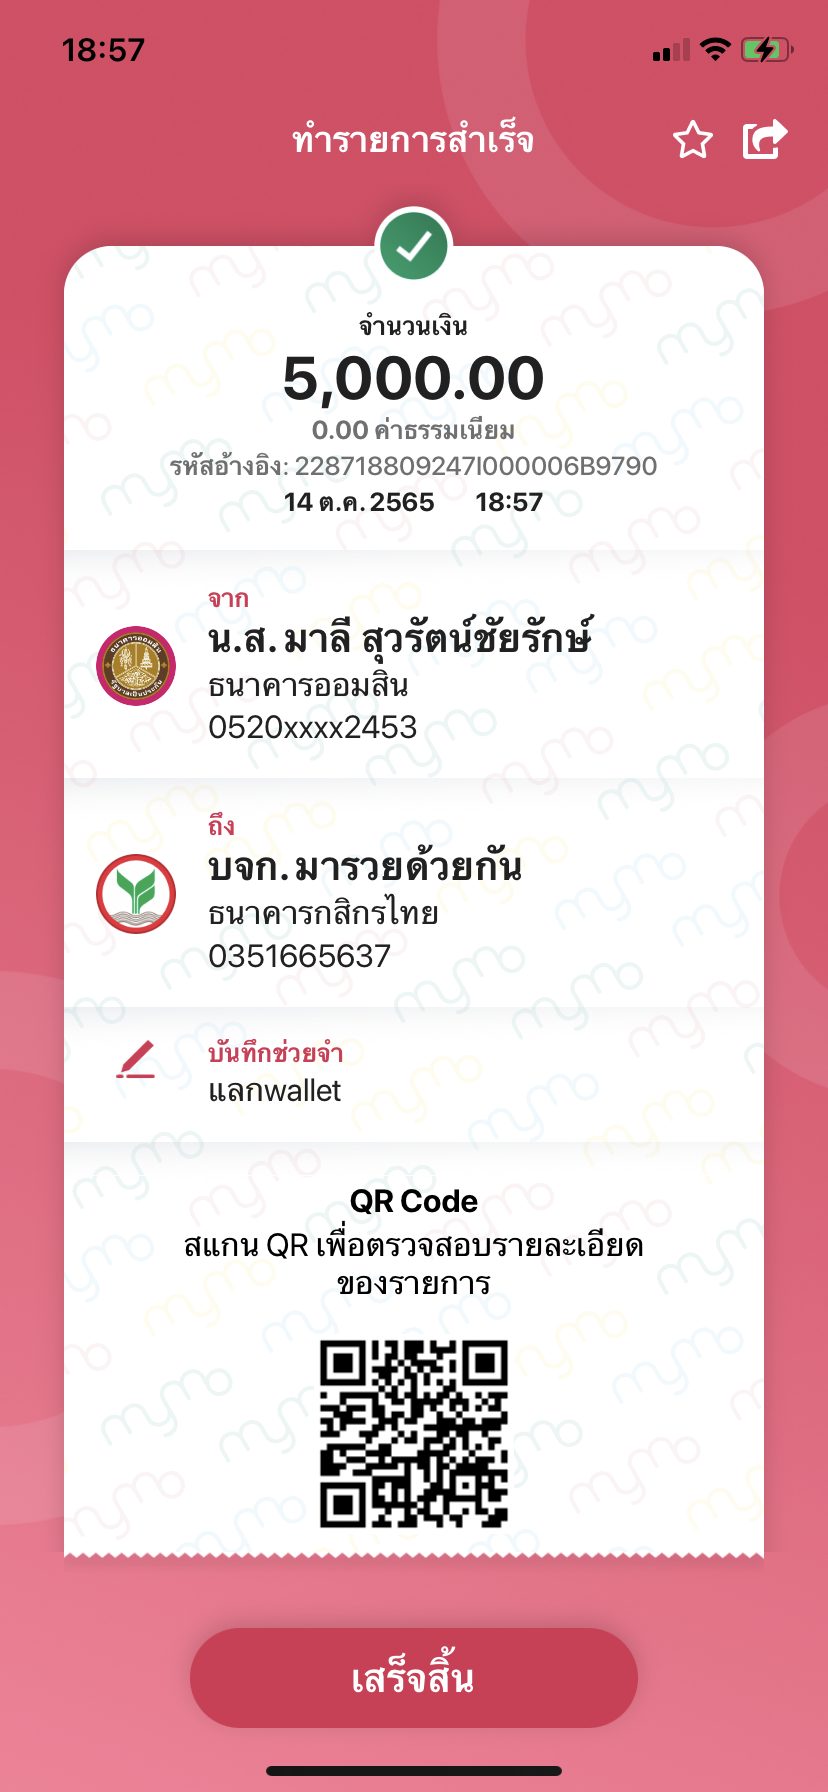 18:57
ทำรายการสำเร็จ
จำนวนเงิน
5,000.00
0.00 ค่าธรรมเนียม
รหัสอ้างอิง: 228718809247I000006B9790
14 ต.ค. 2565 18:57
จาก
น.ส. มาลี สุวรัตน์ชัยรักษ์
ธนาคารออมสิน
0520xxxx2453
ถึง
บจก. มารวยด้วยกัน
ธนาคารกสิกรไทย
0351665637
บันทึกช่วยจำ
แลกwallet
QR Code
สแกน QR เพื่อตรวจสอบรายละเอียด
ของรายการ
เสร็จสิ้น